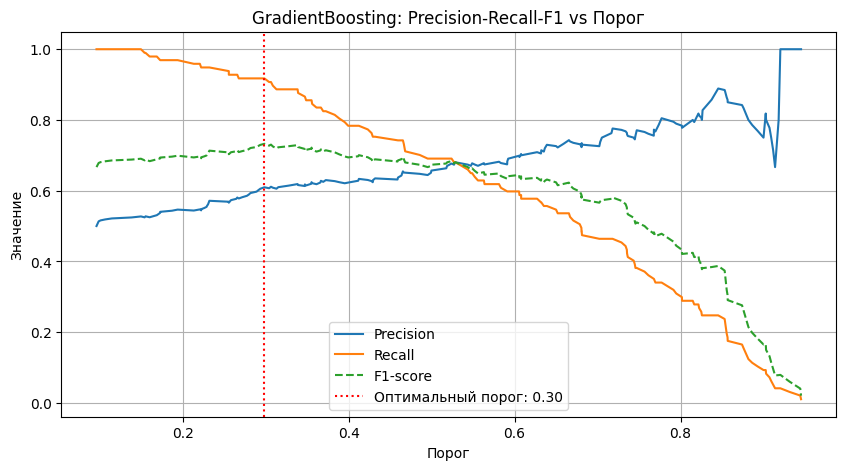 GradientBoosting: Precision-Recall-F1 vs Порог
Значение
1.0
0.8
0.6
0.4
0.2
0.0
Precision
Recall
F1-score
Оптимальный порог: 0.30
0.2 0.4 0.6 0.8
Порог